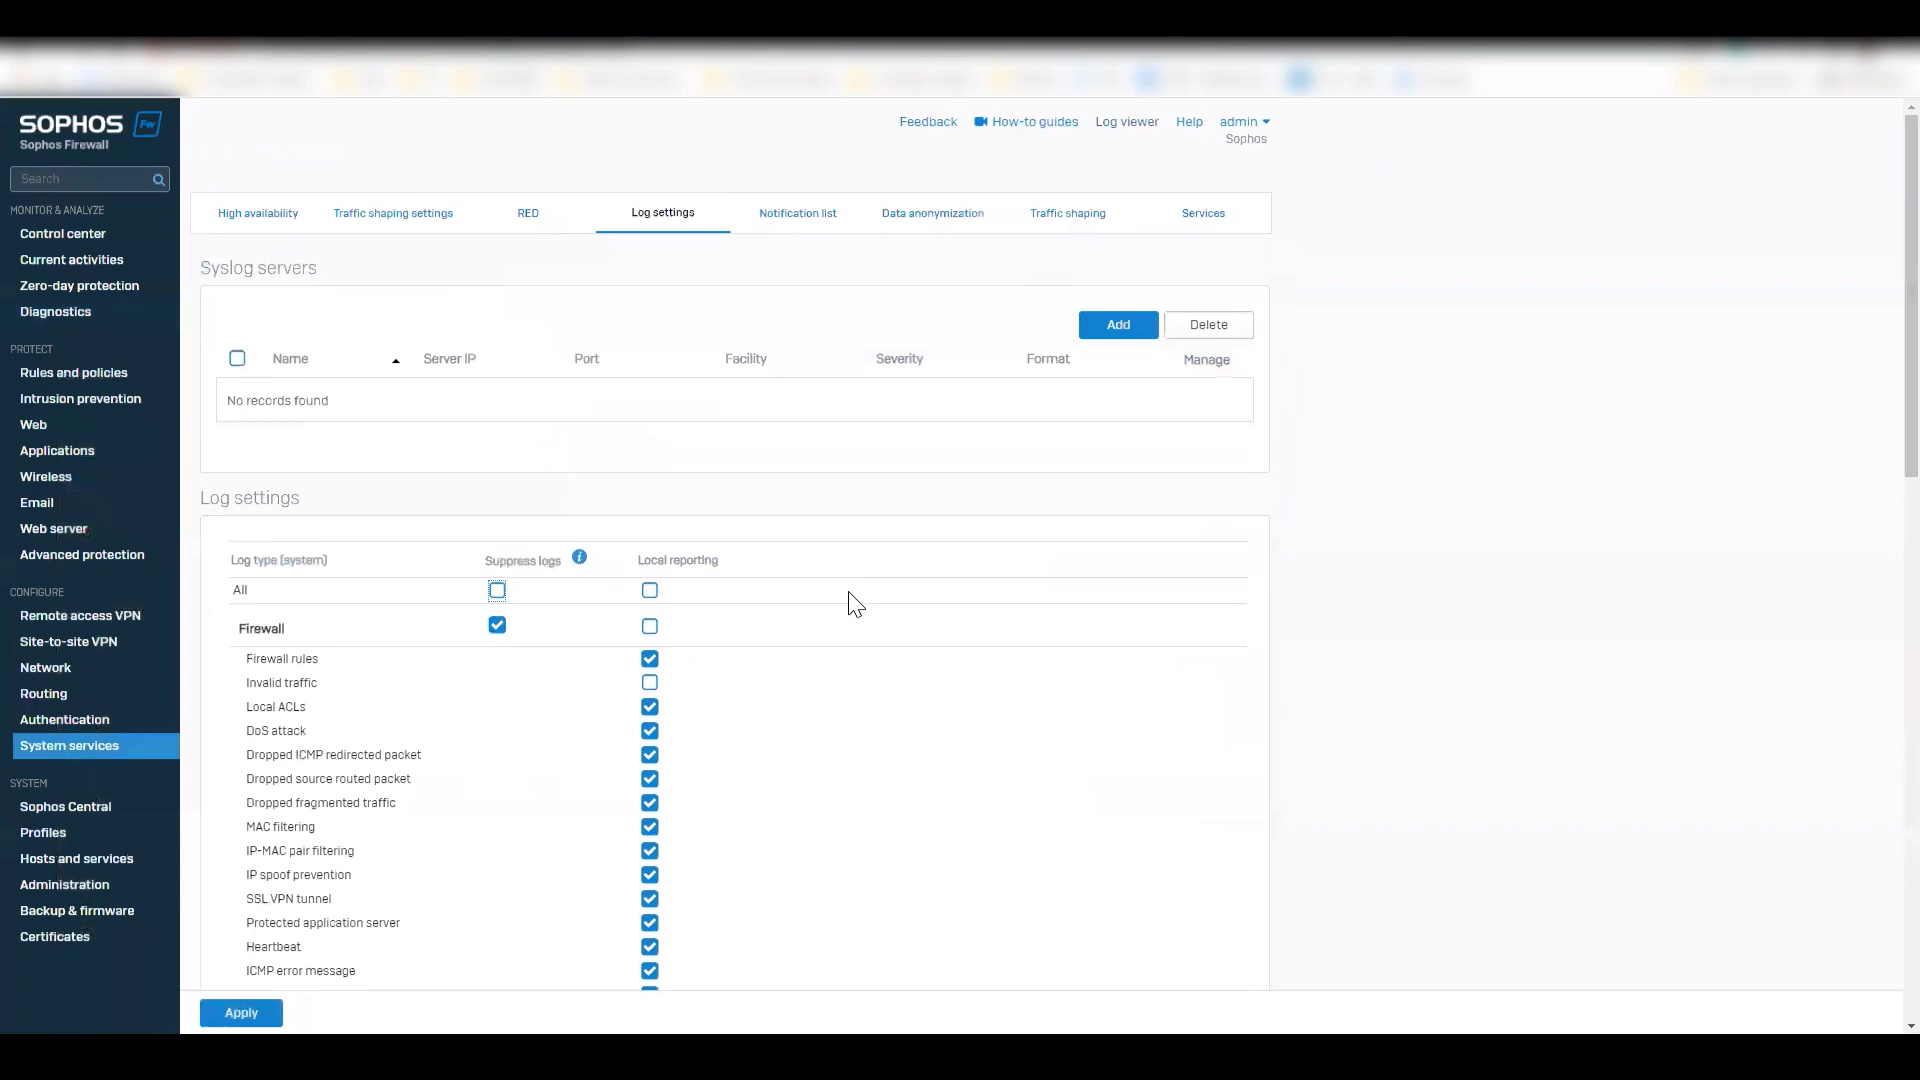 SOPHOS Fw
Sophos Firewall
Search
MONITOR & ANALYZE
Control center
Current activities
Zero-day protection
Diagnostics
PROTECT
Rules and policies
Intrusion prevention
Web
Applications
Wireless
Email
Web server
Advanced protection
CONFIGURE
Remote access VPN
Site-to-site VPN
Network
Routing
Authentication
System services
SYSTEM
Sophos Central
Profiles
Hosts and services
Administration
Backup & firmware
Certificates
Feedback How-to guides Log viewer Help admin
Sophos
High availability Traffic shaping settings RED Log settings Notification list Data anonymization Traffic shaping Services
Syslog servers
Add Delete
Name Server IP Port Facility Severity Format Manage
No records found
Log settings
Log type (system) Suppress logs i Local reporting
All
Firewall
Firewall rules
Invalid traffic
Local ACLs
DoS attack
Dropped ICMP redirected packet
Dropped source routed packet
Dropped fragmented traffic
MAC filtering
IP-MAC pair filtering
IP spoof prevention
SSL VPN tunnel
Protected application server
Heartbeat
ICMP error message
Apply